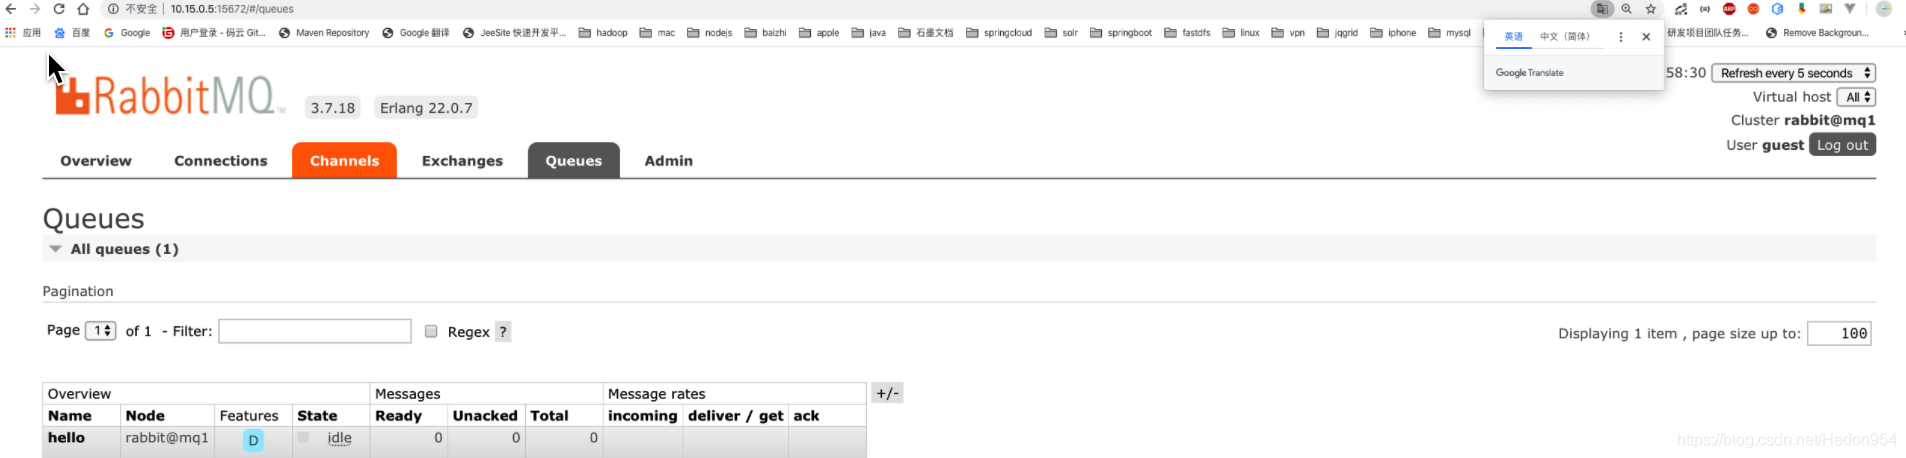 不安全 | 10.15.0.5:15672/#/queues
应用 百度 Google 用户登录 - 码云 Git... Maven Repository Google 翻译 JeeSite 快速开发平... hadoop mac nodejs baizhi apple java 石墨文档 springcloud solr springboot fastdfs linux vpn jqgrid iphone mysql 研发项目团队任务... Remove Backgroun...
英语 中文（简体）
Google Translate
58:30 Refresh every 5 seconds
RabbitMQ TM 3.7.18 Erlang 22.0.7
Virtual host All
Cluster rabbit@mq1
User guest Log out
Overview Connections Channels Exchanges Queues Admin
Queues
All queues (1)
Pagination
Page 1 of 1 - Filter: Regex ?
Displaying 1 item , page size up to: 100
Overview Messages Message rates +/-
Name Node Features State Ready Unacked Total incoming deliver / get ack
hello rabbit@mq1 D idle 0 0 0
https://blog.csdn.net/Hedon954